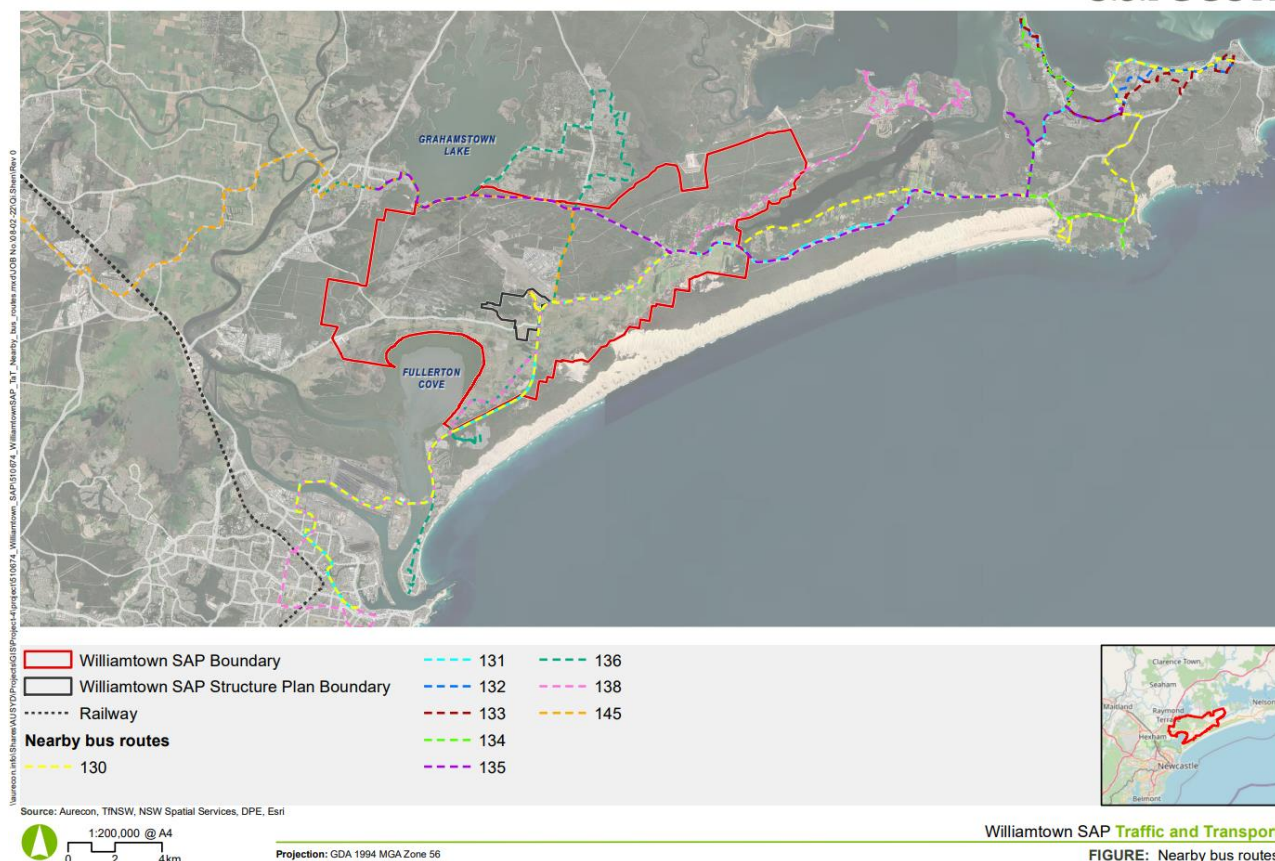 GRAHAMSTOWN
LAKE
FULLERTON
COVE
Williamtown SAP Boundary
Williamtown SAP Structure Plan Boundary
Railway
Nearby bus routes
130
131
132
133
134
135
136
138
145
Clarence Town
Seaham
Maitland
Raymond
Terrace
Nelson
Hexham
Newcastle
Belmont
Source: Aurecon, TfNSW, NSW Spatial Services, DPE, Esri
1:200,000 @ A4
0 2 4km
Projection: GDA 1994 MGA Zone 56
Williamtown SAP Traffic and Transpor
FIGURE: Nearby bus routes